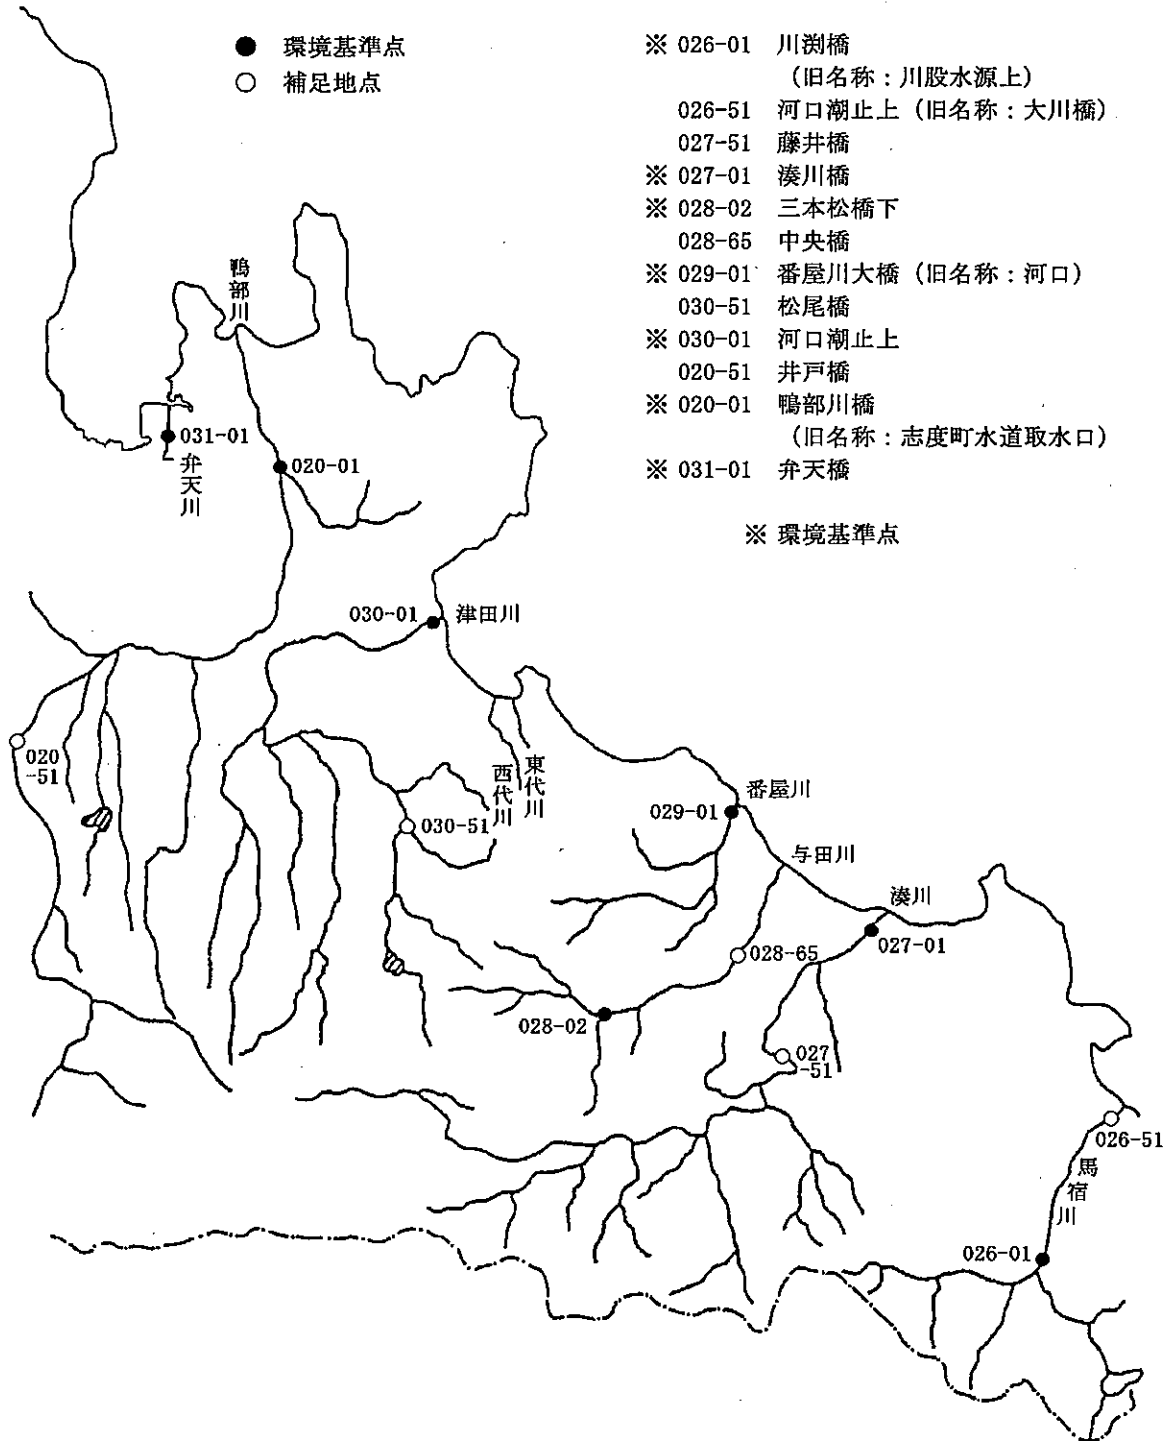 ● 環境基準点
○ 補足地点
※ 026-01 川渕橋
(旧名称:川股水源上)
026-51 河口潮止上(旧名称:大川橋)
027-51 藤井橋
※ 027-01 湊川橋
※ 028-02 三本松橋下
028-65 中央橋
※ 029-01 番屋川大橋(旧名称:河口)
030-51 松尾橋
※ 030-01 河口潮止上
020-51 井戸橋
※ 020-01 鴨部川橋
(旧名称:志度町水道取水口)
※ 031-01 弁天橋
※ 環境基準点
鴨部川
031-01
弁天川
020-01
030-01
津田川
020
-51
西代川
東代川
030-51
番屋川
029-01
与田川
湊川
027-01
028-65
028-02
027
-51
026-51
馬宿川
026-01